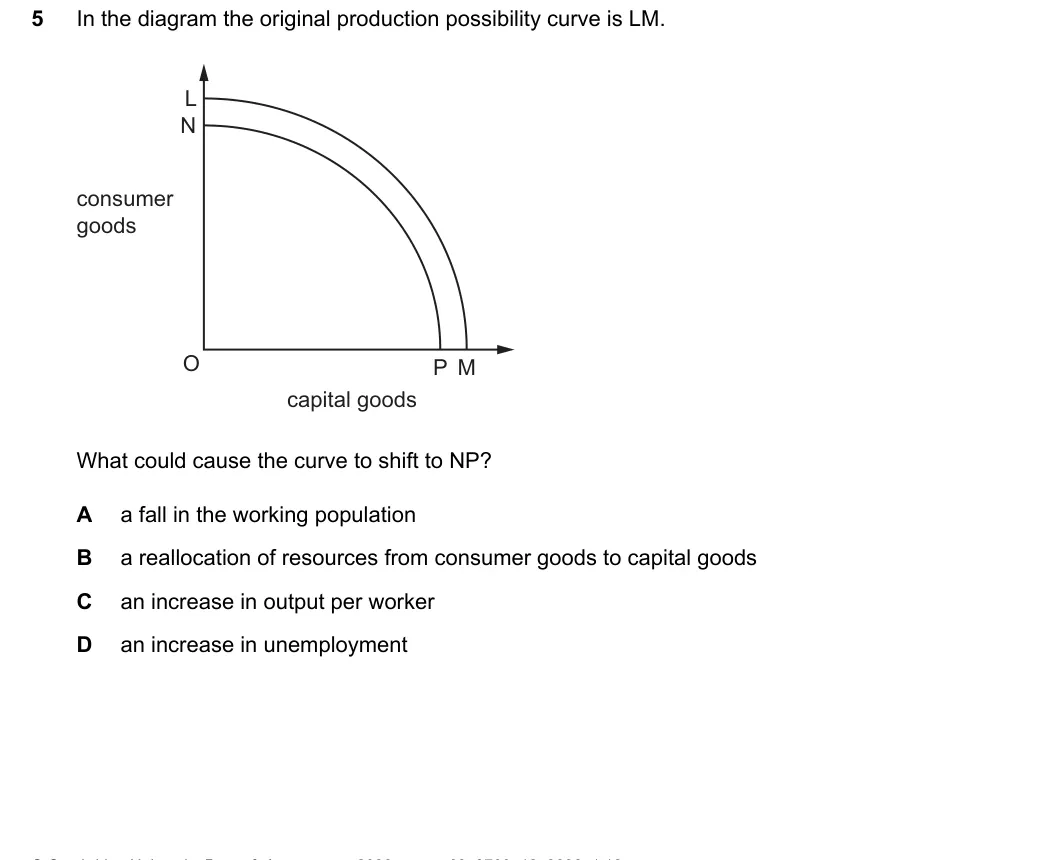 5 In the diagram the original production possibility curve is LM.
L
N
consumer
goods
O
P M
capital goods
What could cause the curve to shift to NP?
A a fall in the working population
B a reallocation of resources from consumer goods to capital goods
C an increase in output per worker
D an increase in unemployment